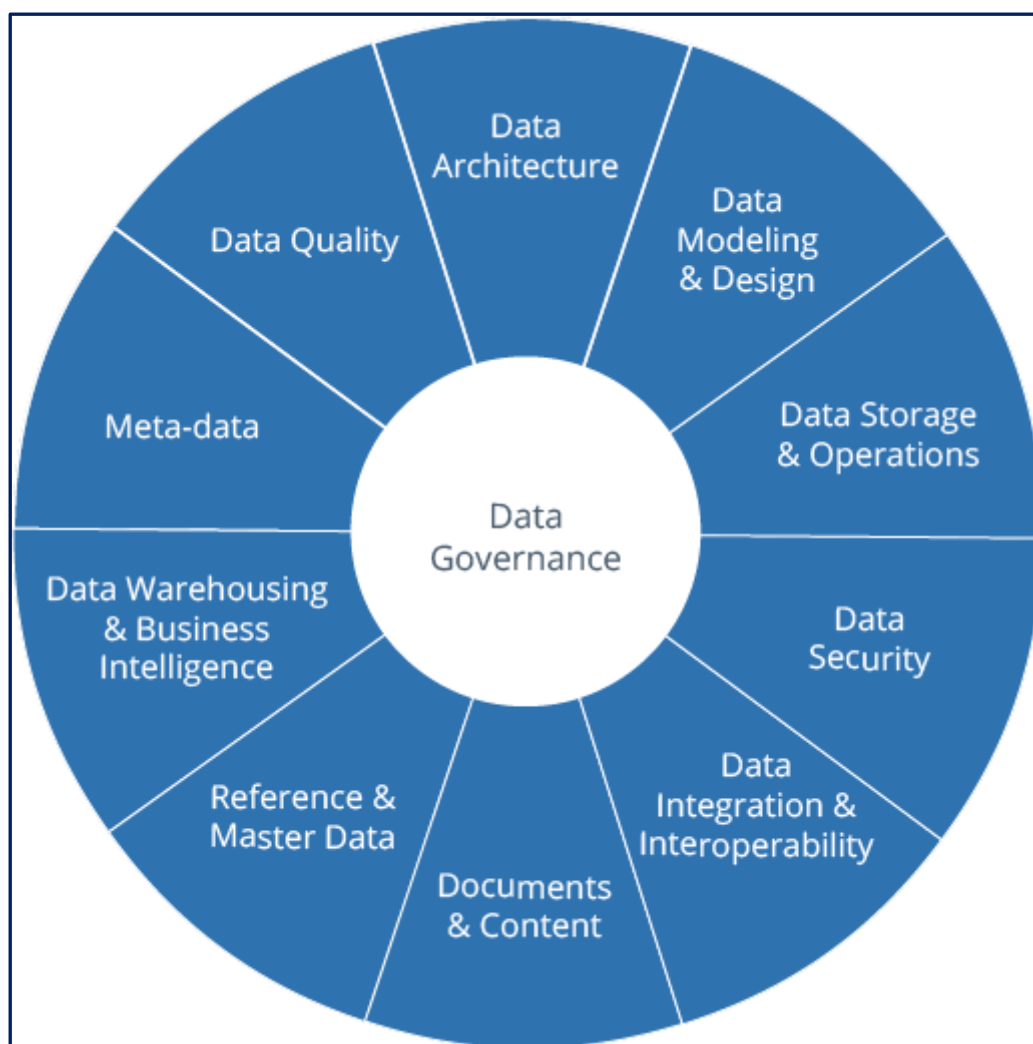 Data
Architecture
Data
Modeling
& Design
Data Storage
& Operations
Data
Security
Data
Integration &
Interoperability
Documents
& Content
Reference &
Master Data
Data Warehousing
& Business
Intelligence
Meta-data
Data Quality
Data
Governance